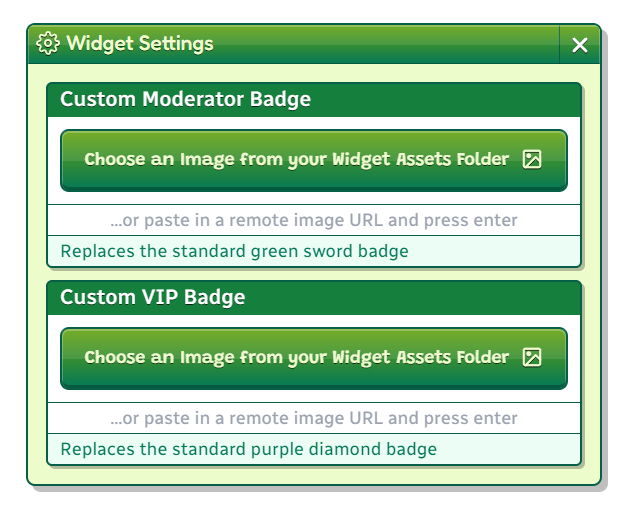 Widget Settings
Custom Moderator Badge
Choose an Image from your Widget Assets Folder
...or paste in a remote image URL and press enter
Replaces the standard green sword badge
Custom VIP Badge
Choose an Image from your Widget Assets Folder
...or paste in a remote image URL and press enter
Replaces the standard purple diamond badge